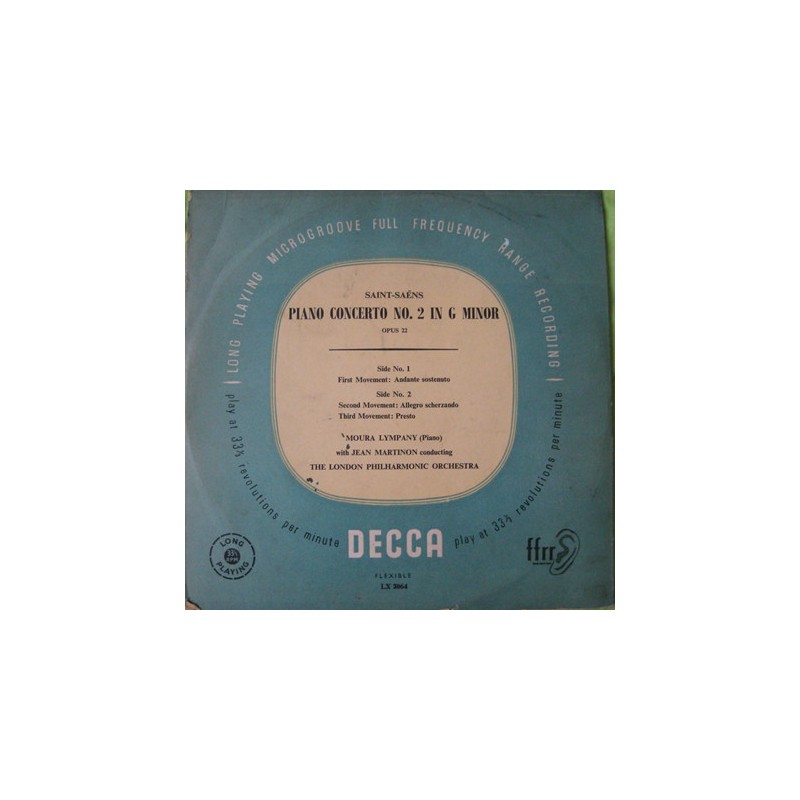 LONG PLAYING MICROGROOVE FULL FREQUENCY RANGE RECORDING
SAINT-SAËNS
PIANO CONCERTO NO. 2 IN G MINOR
OPUS 22
Side No. 1
First Movement: Andante sostenuto
Side No. 2
Second Movement: Allegro scherzando
Third Movement: Presto
MOURA LYMPANY (Piano)
with JEAN MARTINON conducting
THE LONDON PHILHARMONIC ORCHESTRA
play at 33⅓ revolutions per minute
DECCA
play at 33⅓ revolutions per minute
LONG
33⅓
PLAYING
ffrr
FLEXIBLE
LX 3064